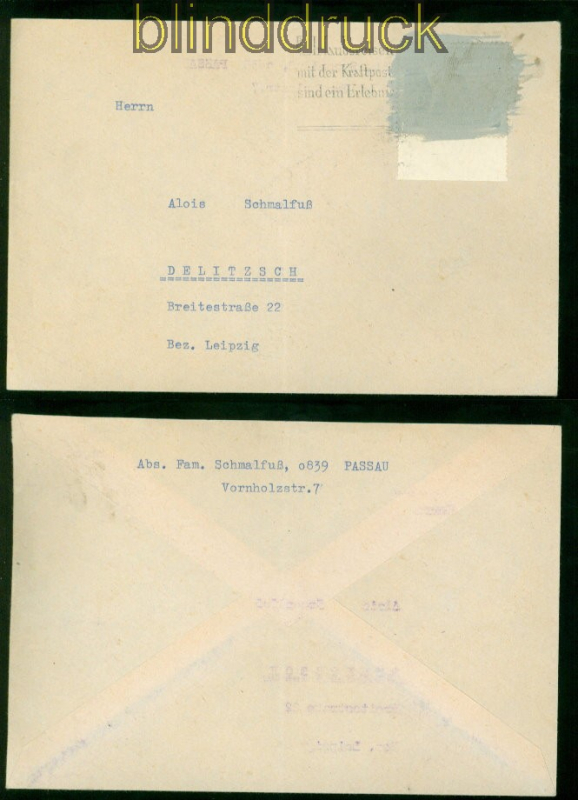 blinddruck
mit der Kraftpost
sind ein Erlebnis
Herrn
Alois Schmalfuß
DELITZSCH
Breitestraße 22
Bez. Leipzig
Abs. Fam. Schmalfuß, o839 PASSAU
Vornholzstr.7